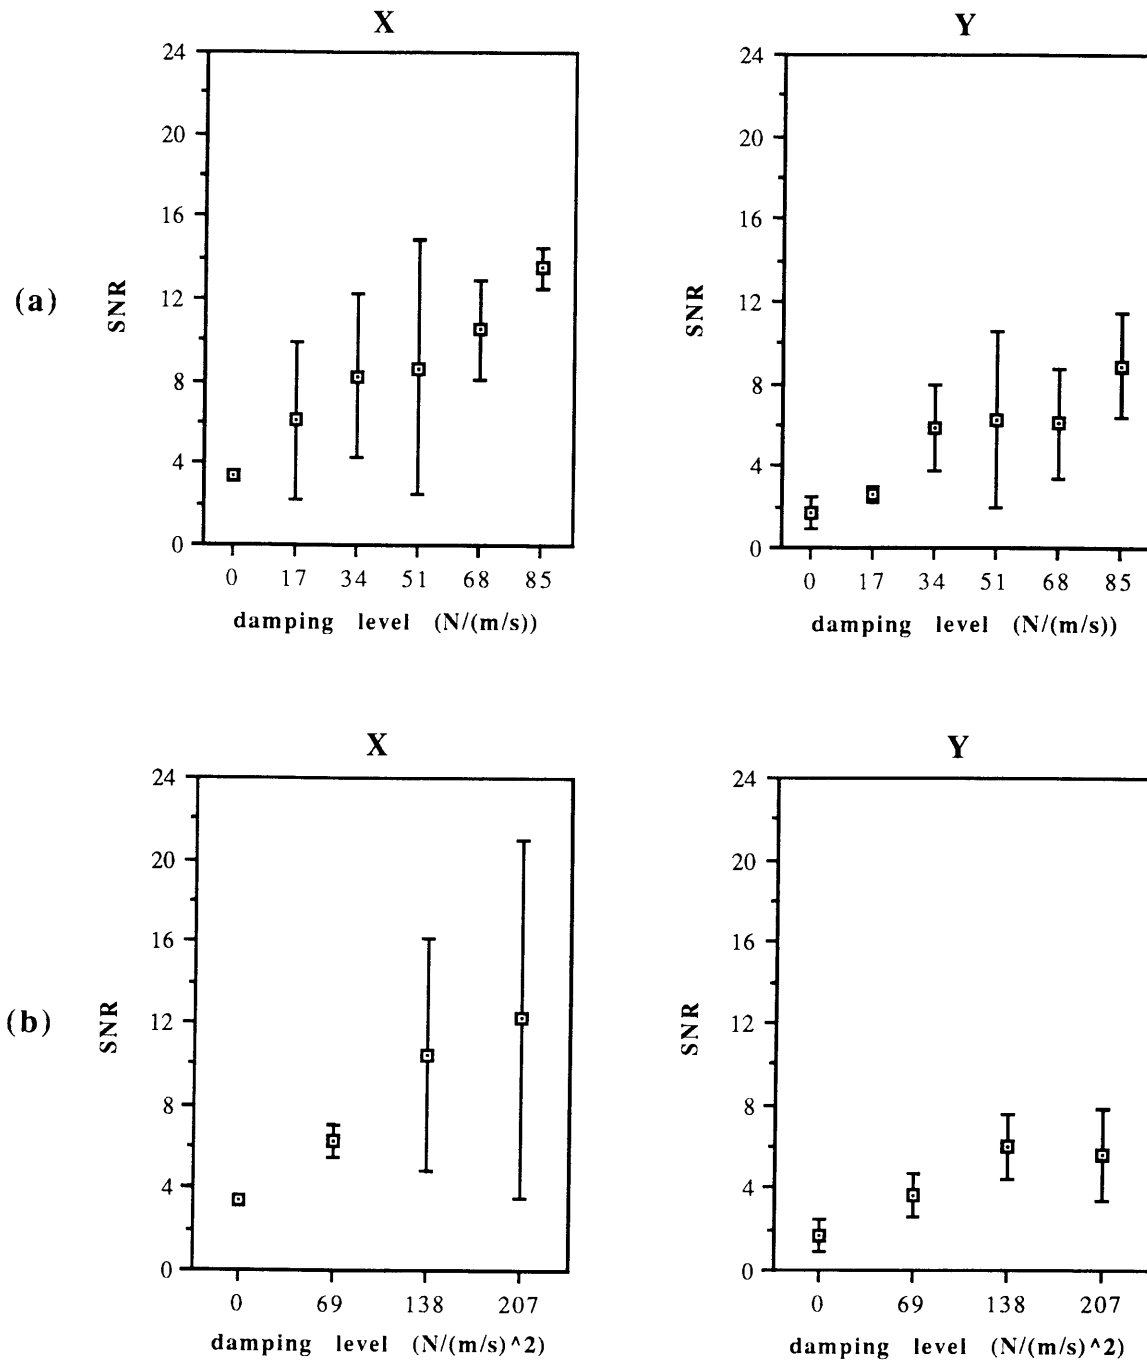 X
Y
24
20
16
12
8
4
0
SNR
(a)
0 17 34 51 68 85
damping level (N/(m/s))
24
20
16
12
8
4
0
SNR
0 17 34 51 68 85
damping level (N/(m/s))
X
Y
24
20
16
12
8
4
0
SNR
(b)
0 69 138 207
damping level (N/(m/s)^2)
24
20
16
12
8
4
0
SNR
0 69 138 207
damping level (N/(m/s)^2)